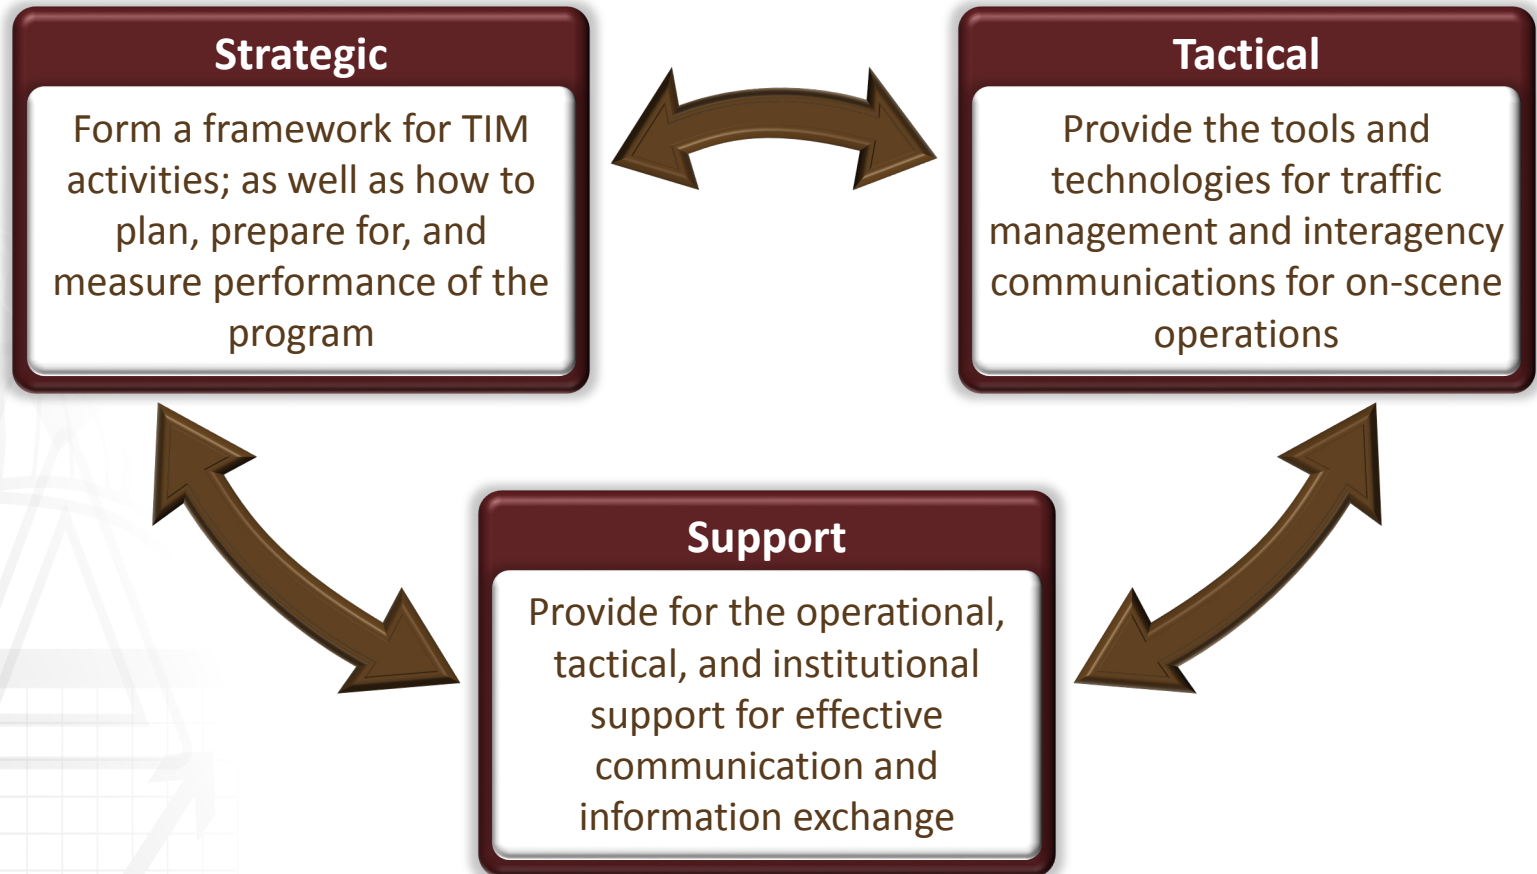 Strategic
Form a framework for TIM
activities; as well as how to
plan, prepare for, and
measure performance of the
program
Tactical
Provide the tools and
technologies for traffic
management and interagency
communications for on-scene
operations
Support
Provide for the operational,
tactical, and institutional
support for effective
communication and
information exchange